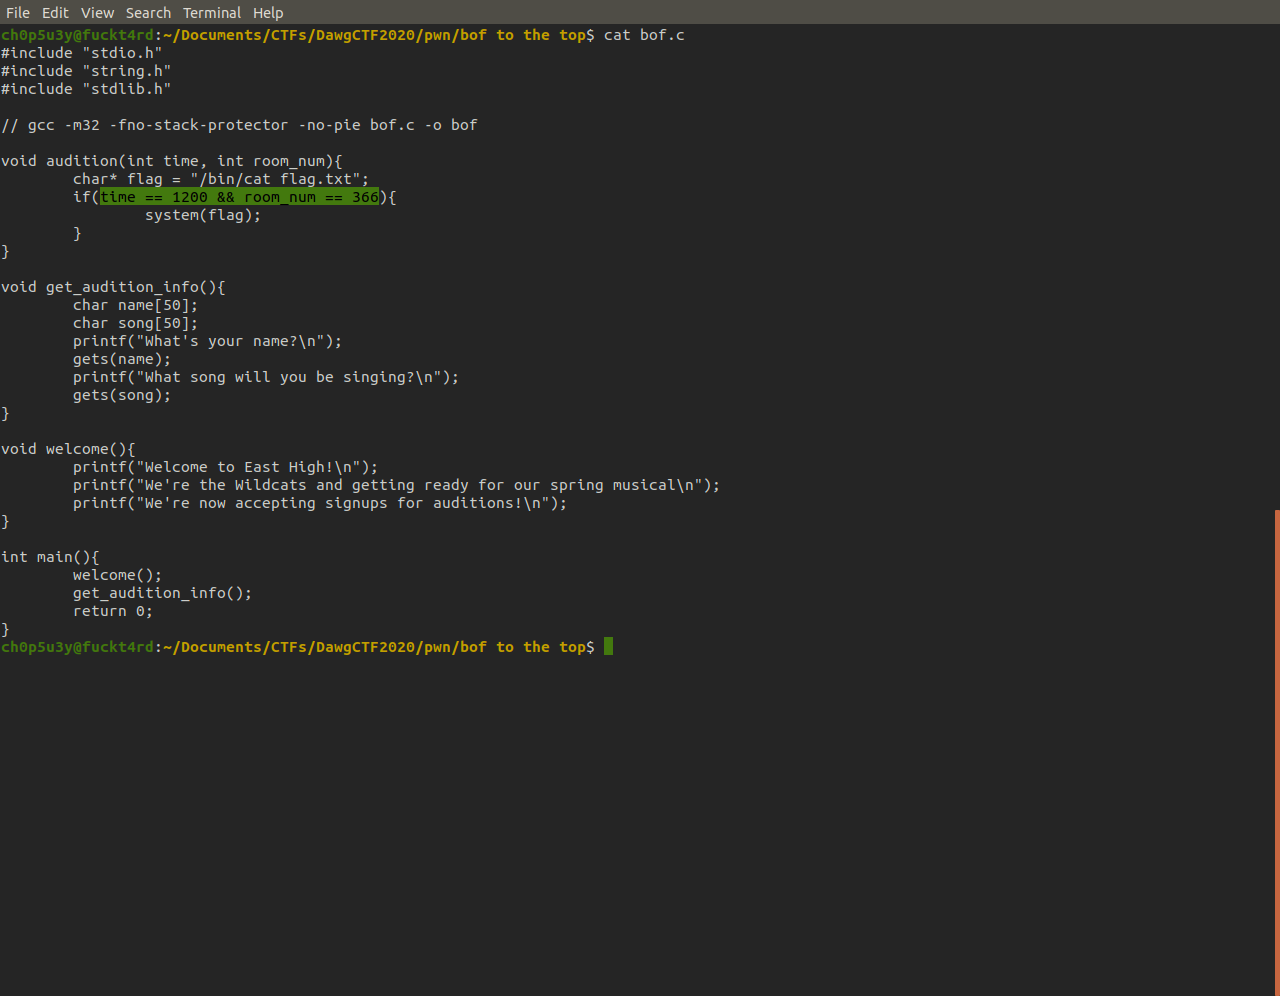 File Edit View Search Terminal Help
ch0p5u3y@fuckt4rd:~/Documents/CTFs/DawgCTF2020/pwn/bof to the top$ cat bof.c
#include "stdio.h"
#include "string.h"
#include "stdlib.h"

// gcc -m32 -fno-stack-protector -no-pie bof.c -o bof

void audition(int time, int room_num){
        char* flag = "/bin/cat flag.txt";
        if(time == 1200 && room_num == 366){
                system(flag);
        }
}

void get_audition_info(){
        char name[50];
        char song[50];
        printf("What's your name?\n");
        gets(name);
        printf("What song will you be singing?\n");
        gets(song);
}

void welcome(){
        printf("Welcome to East High!\n");
        printf("We're the Wildcats and getting ready for our spring musical\n");
        printf("We're now accepting signups for auditions!\n");
}

int main(){
        welcome();
        get_audition_info();
        return 0;
}
ch0p5u3y@fuckt4rd:~/Documents/CTFs/DawgCTF2020/pwn/bof to the top$